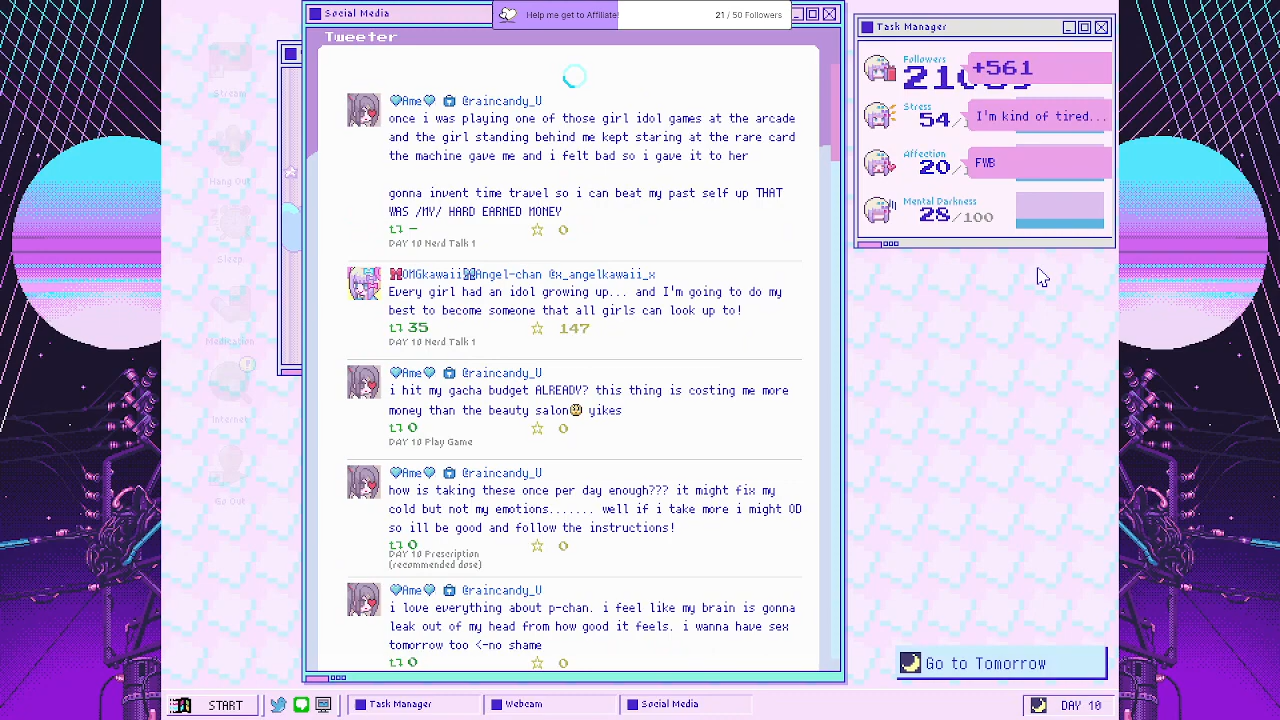 Social Media
Help me get to Affiliate!
21 / 50 Followers
Tweeter
Ame @raincandy_U
once i was playing one of those girl idol games at the arcade
and the girl standing behind me kept staring at the rare card
the machine gave me and i felt bad so i gave it to her
gonna invent time travel so i can beat my past self up THAT
WAS /MY/ HARD EARNED MONEY
-
0
DAY 10 Nerd Talk 1
OMGkawaii Angel-chan @x_angelkawaii_x
Every girl had an idol growing up... and I'm going to do my
best to become someone that all girls can look up to!
35
147
DAY 10 Nerd Talk 1
Ame @raincandy_U
i hit my gacha budget ALREADY? this thing is costing me more
money than the beauty salon yikes
0
0
DAY 10 Play Game
Ame @raincandy_U
how is taking these once per day enough??? it might fix my
cold but not my emotions....... well if i take more i might OD
so ill be good and follow the instructions!
0
0
DAY 10 Prescription
(recommended dose)
Ame @raincandy_U
i love everything about p-chan. i feel like my brain is gonna
leak out of my head from how good it feels. i wanna have sex
tomorrow too <-no shame
0
0
Task Manager
Followers
+561
Stress
54
I'm kind of tired...
Affection
20/
FWB
Mental Darkness
28/100
Stream
Hang Out
Sleep
Medication
Internet
Go Out
Go to Tomorrow
START
Task Manager
Webcam
Social Media
DAY 10